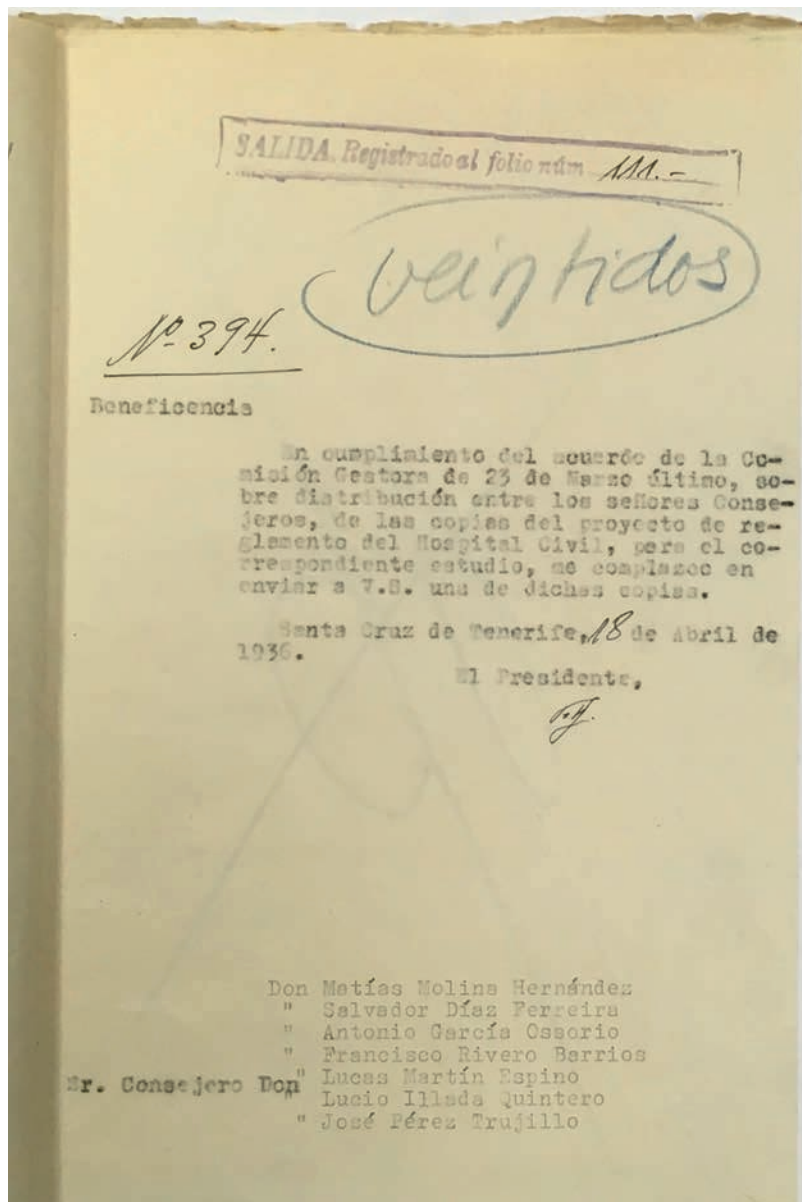 SALIDA. Registrado al folio núm 111.-
veintidos
Nº 394.
Beneficencia
En cumplimiento del acuerdo de la Co-
misión Gestora de 23 de Marzo último, so-
bre distribución entre los señores Conse-
jeros, de las copias del proyecto de re-
glamento del Hospital Civil, para el co-
rrespondiente estudio, me complazco en
enviar a V.S. una de dichas copias.
Santa Cruz de Tenerife, 18 de Abril de
1936.
El Presidente,
Don Matías Molina Hernández
" Salvador Díaz Ferreira
" Antonio García Ossorio
" Francisco Rivero Barrios
" Lucas Martín Espino
Sr. Consejero Don
" Lucio Illada Quintero
" José Pérez Trujillo